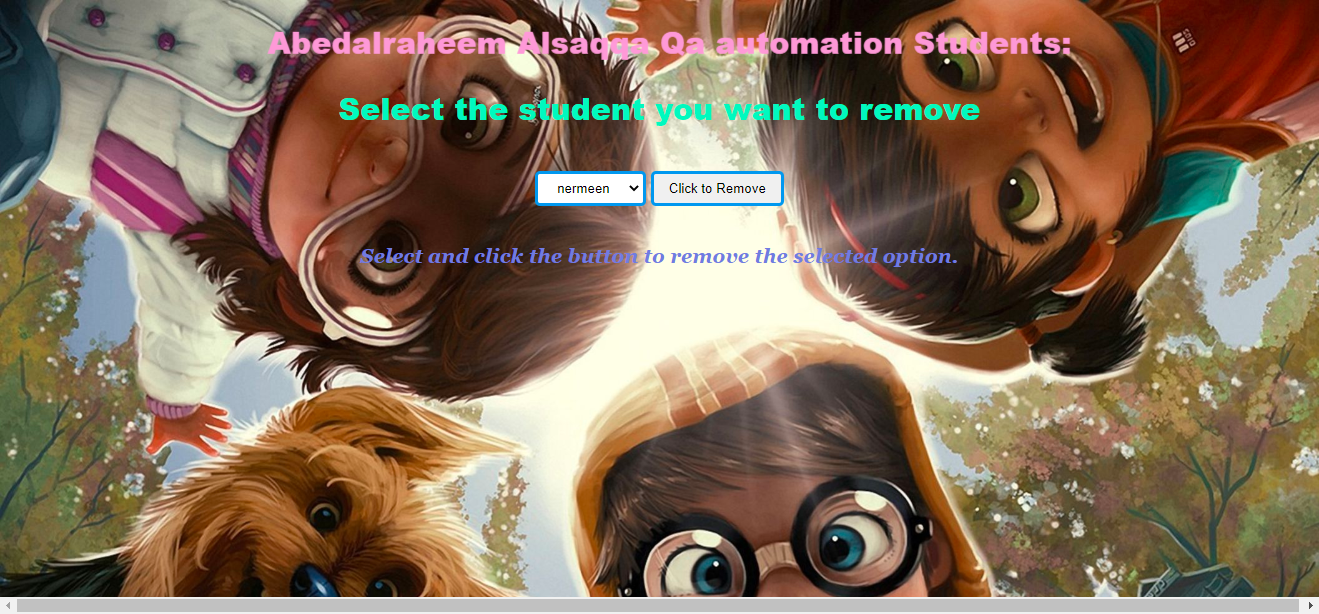 Abedalraheem Alsaqqa Qa automation Students:
Select the student you want to remove
nermeen Click to Remove
Select and click the button to remove the selected option.